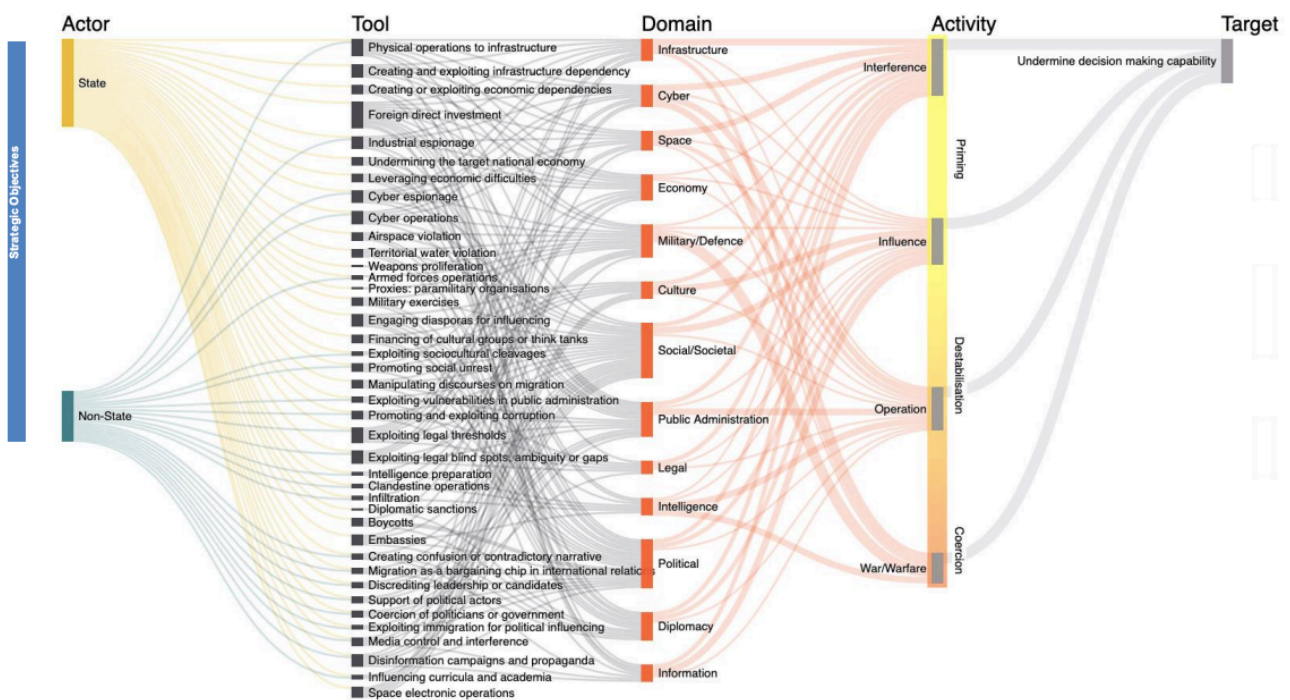 Actor
Tool
Domain
Activity
Target
Strategic Objectives
State
Non-State
Physical operations to infrastructure
Creating and exploiting infrastructure dependency
Creating or exploiting economic dependencies
Foreign direct investment
Industrial espionage
Undermining the target national economy
Leveraging economic difficulties
Cyber espionage
Cyber operations
Airspace violation
Territorial water violation
Weapons proliferation
Armed forces operations
Proxies: paramilitary organisations
Military exercises
Engaging diasporas for influencing
Financing of cultural groups or think tanks
Exploiting sociocultural cleavages
Promoting social unrest
Manipulating discourses on migration
Exploiting vulnerabilities in public administration
Promoting and exploiting corruption
Exploiting legal thresholds
Exploiting legal blind spots, ambiguity or gaps
Intelligence preparation
Clandestine operations
Infiltration
Diplomatic sanctions
Boycotts
Embassies
Creating confusion or contradictory narrative
Migration as a bargaining chip in international relations
Discrediting leadership or candidates
Support of political actors
Coercion of politicians or government
Exploiting immigration for political influencing
Media control and interference
Disinformation campaigns and propaganda
Influencing curricula and academia
Space electronic operations
Infrastructure
Cyber
Space
Economy
Military/Defence
Culture
Social/Societal
Public Administration
Legal
Intelligence
Political
Diplomacy
Information
Interference
Influence
Operation
War/Warfare
Priming
Destabilisation
Coercion
Undermine decision making capability